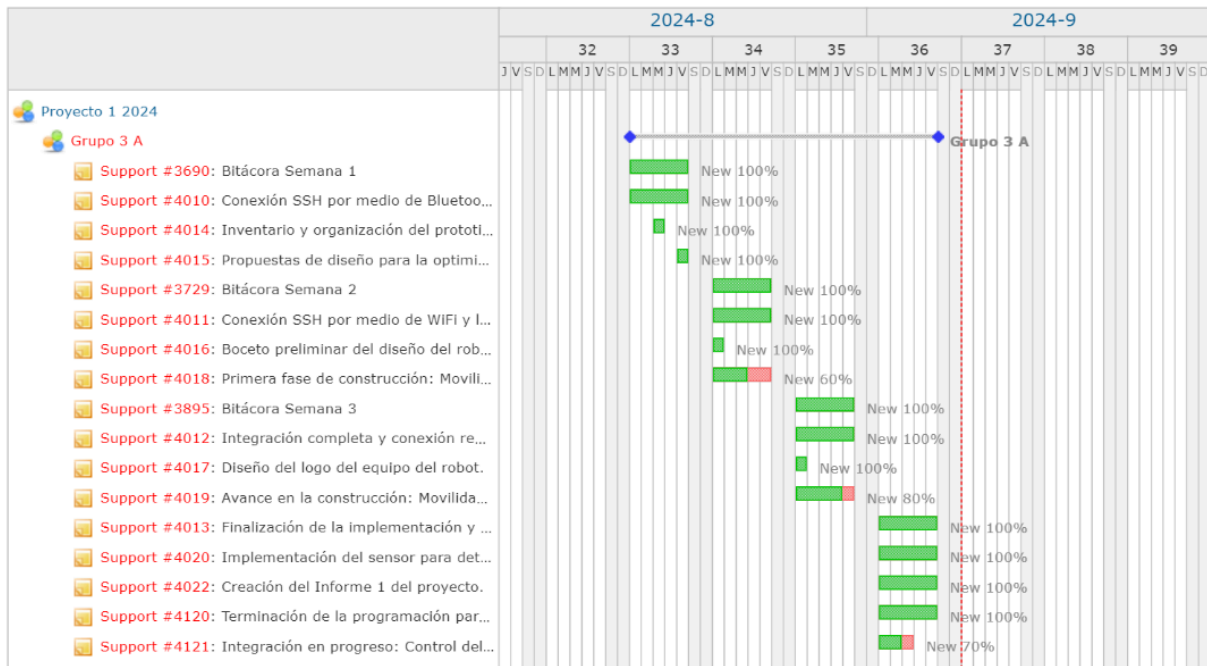 2024-8 2024-9
32 33 34 35 36 37 38 39
J V S D L M M J V S D L M M J V S D L M M J V S D L M M J V S D L M M J V S D L M M J V S D L M M J V S D L M M J V S D
Proyecto 1 2024
Grupo 3 A Grupo 3 A
Support #3690: Bitácora Semana 1 New 100%
Support #4010: Conexión SSH por medio de Bluetoo... New 100%
Support #4014: Inventario y organización del prototi... New 100%
Support #4015: Propuestas de diseño para la optimi... New 100%
Support #3729: Bitácora Semana 2 New 100%
Support #4011: Conexión SSH por medio de WiFi y l... New 100%
Support #4016: Boceto preliminar del diseño del rob... New 100%
Support #4018: Primera fase de construcción: Movili... New 60%
Support #3895: Bitácora Semana 3 New 100%
Support #4012: Integración completa y conexión re... New 100%
Support #4017: Diseño del logo del equipo del robot. New 100%
Support #4019: Avance en la construcción: Movilida... New 80%
Support #4013: Finalización de la implementación y ... New 100%
Support #4020: Implementación del sensor para det... New 100%
Support #4022: Creación del Informe 1 del proyecto. New 100%
Support #4120: Terminación de la programación par... New 100%
Support #4121: Integración en progreso: Control del... New 70%